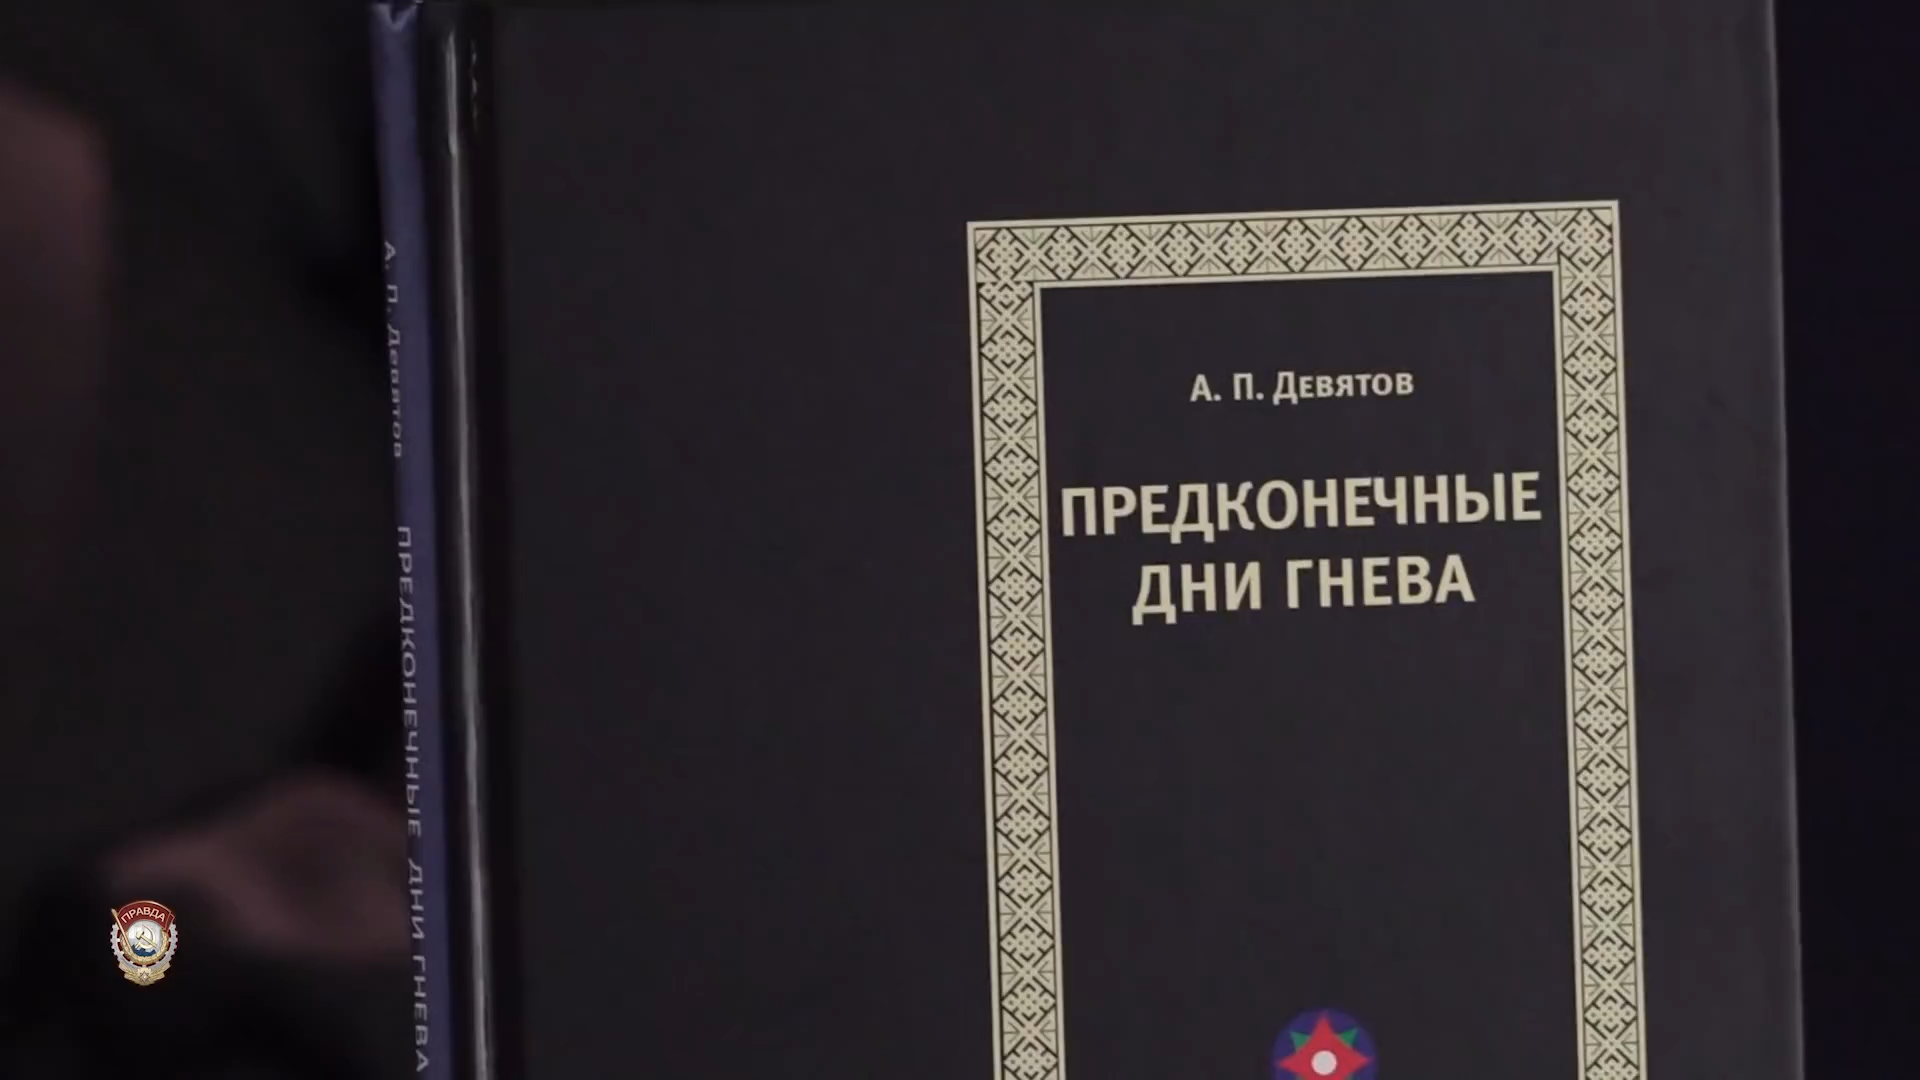 А. П. Девятов ПРЕДКОНЕЧНЫЕ ДНИ ГНЕВА
А. П. ДЕВЯТОВ
ПРЕДКОНЕЧНЫЕ
ДНИ ГНЕВА
ПРАВДА